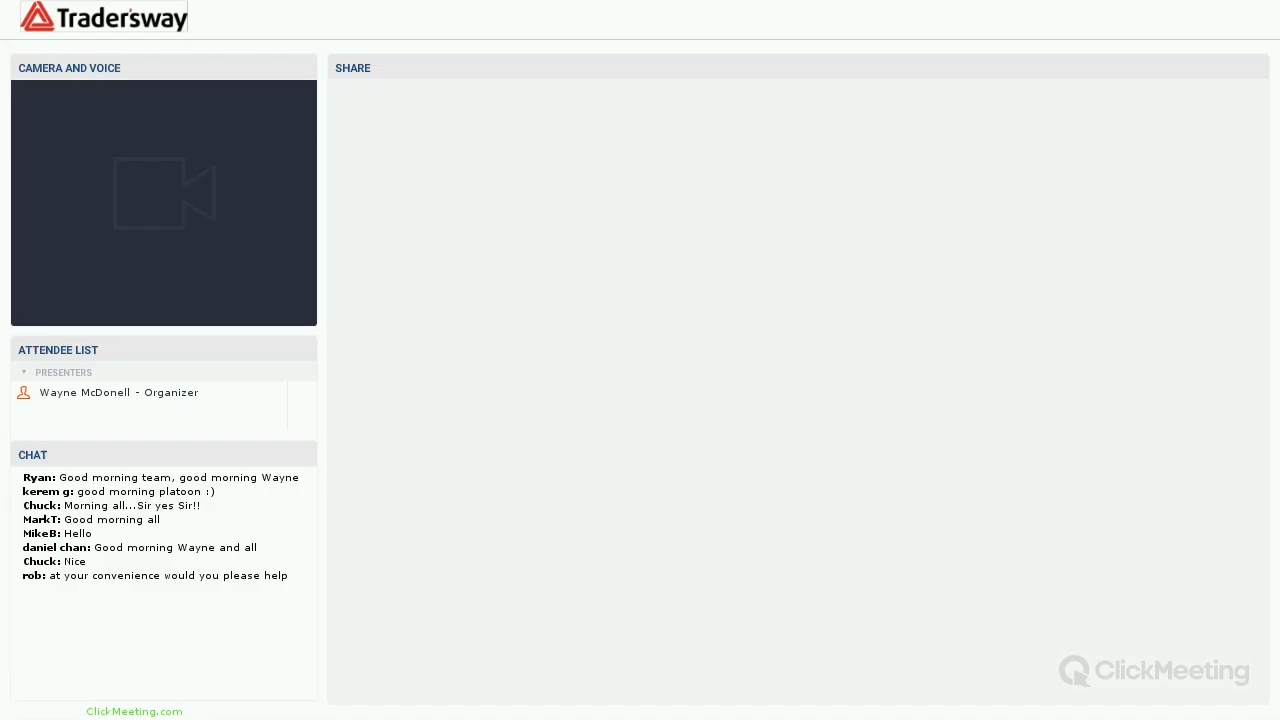 Tradersway
CAMERA AND VOICE
SHARE
ATTENDEE LIST
PRESENTERS
Wayne McDonell - Organizer
CHAT
Ryan: Good morning team, good morning Wayne
kerem g: good morning platoon :)
Chuck: Morning all...Sir yes Sir!!
MarkT: Good morning all
MikeB: Hello
daniel chan: Good morning Wayne and all
Chuck: Nice
rob: at your convenience would you please help
ClickMeeting
ClickMeeting.com